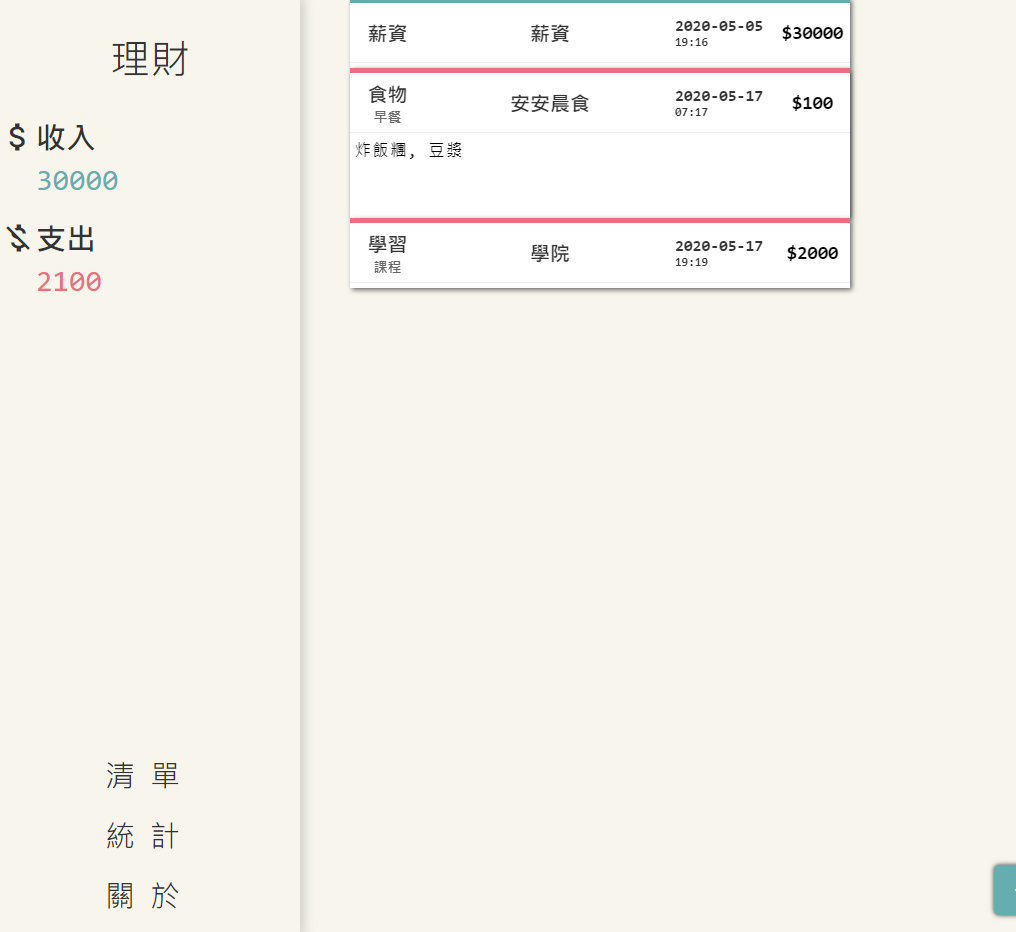 理財
$ 收入
30000
支出
2100
清 單
統 計
關 於
薪資 薪資 2020-05-05 19:16 $30000
食物 早餐 安安晨食 2020-05-17 07:17 $100
炸飯糰, 豆漿
學習 課程 學院 2020-05-17 19:19 $2000